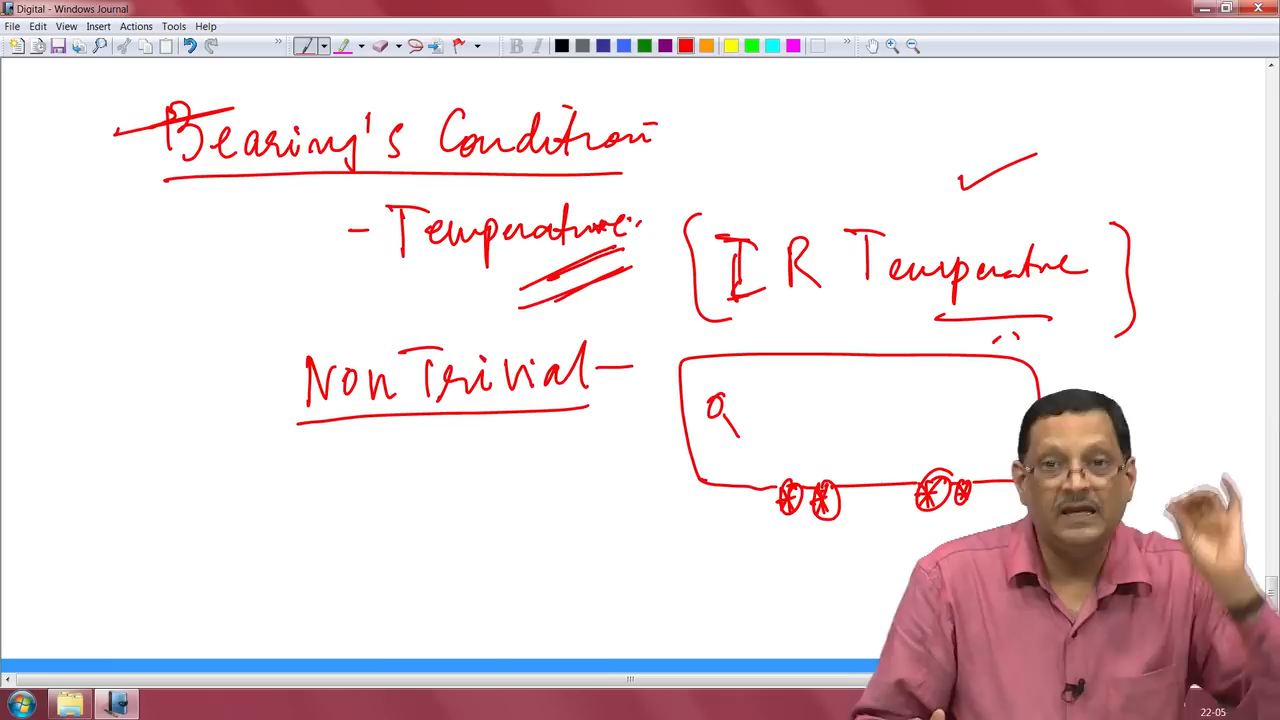 Digital - Windows Journal
File Edit View Insert Actions Tools Help
B I
Bearing's Condition
- Temperature
IR Temperature
Non Trivial -
22-05